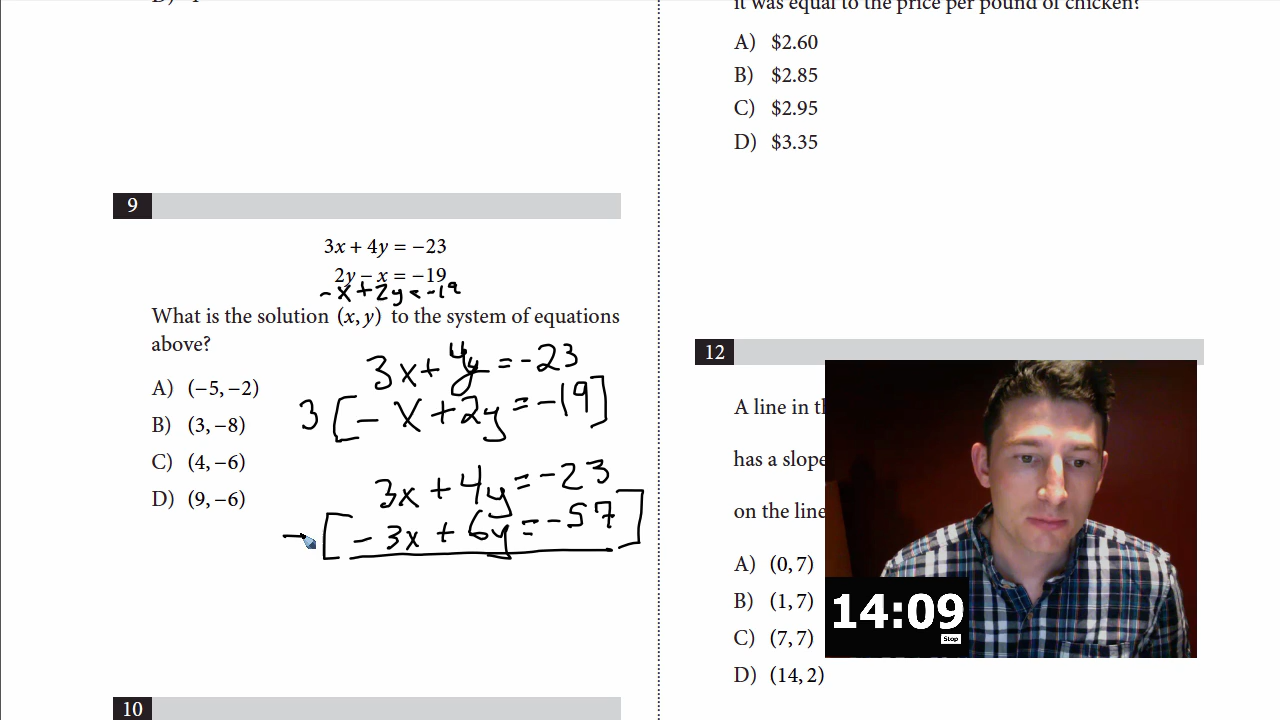 it was equal to the price per pound of chicken?
A) $2.60
B) $2.85
C) $2.95
D) $3.35
9
3x + 4y = −23
2y − x = −19
- x + 2y = -19
What is the solution (x, y) to the system of equations
above?
A) (−5, −2)
B) (3, −8)
C) (4, −6)
D) (9, −6)
3x + 4y = -23
3 [ - x + 2y = -19 ]
3x + 4y = -23
- [ - 3x + 6y = -57 ]
10
12
A line in
has a slope
on the line
A) (0, 7)
B) (1, 7)
C) (7, 7)
D) (14, 2)
14:09
Stop